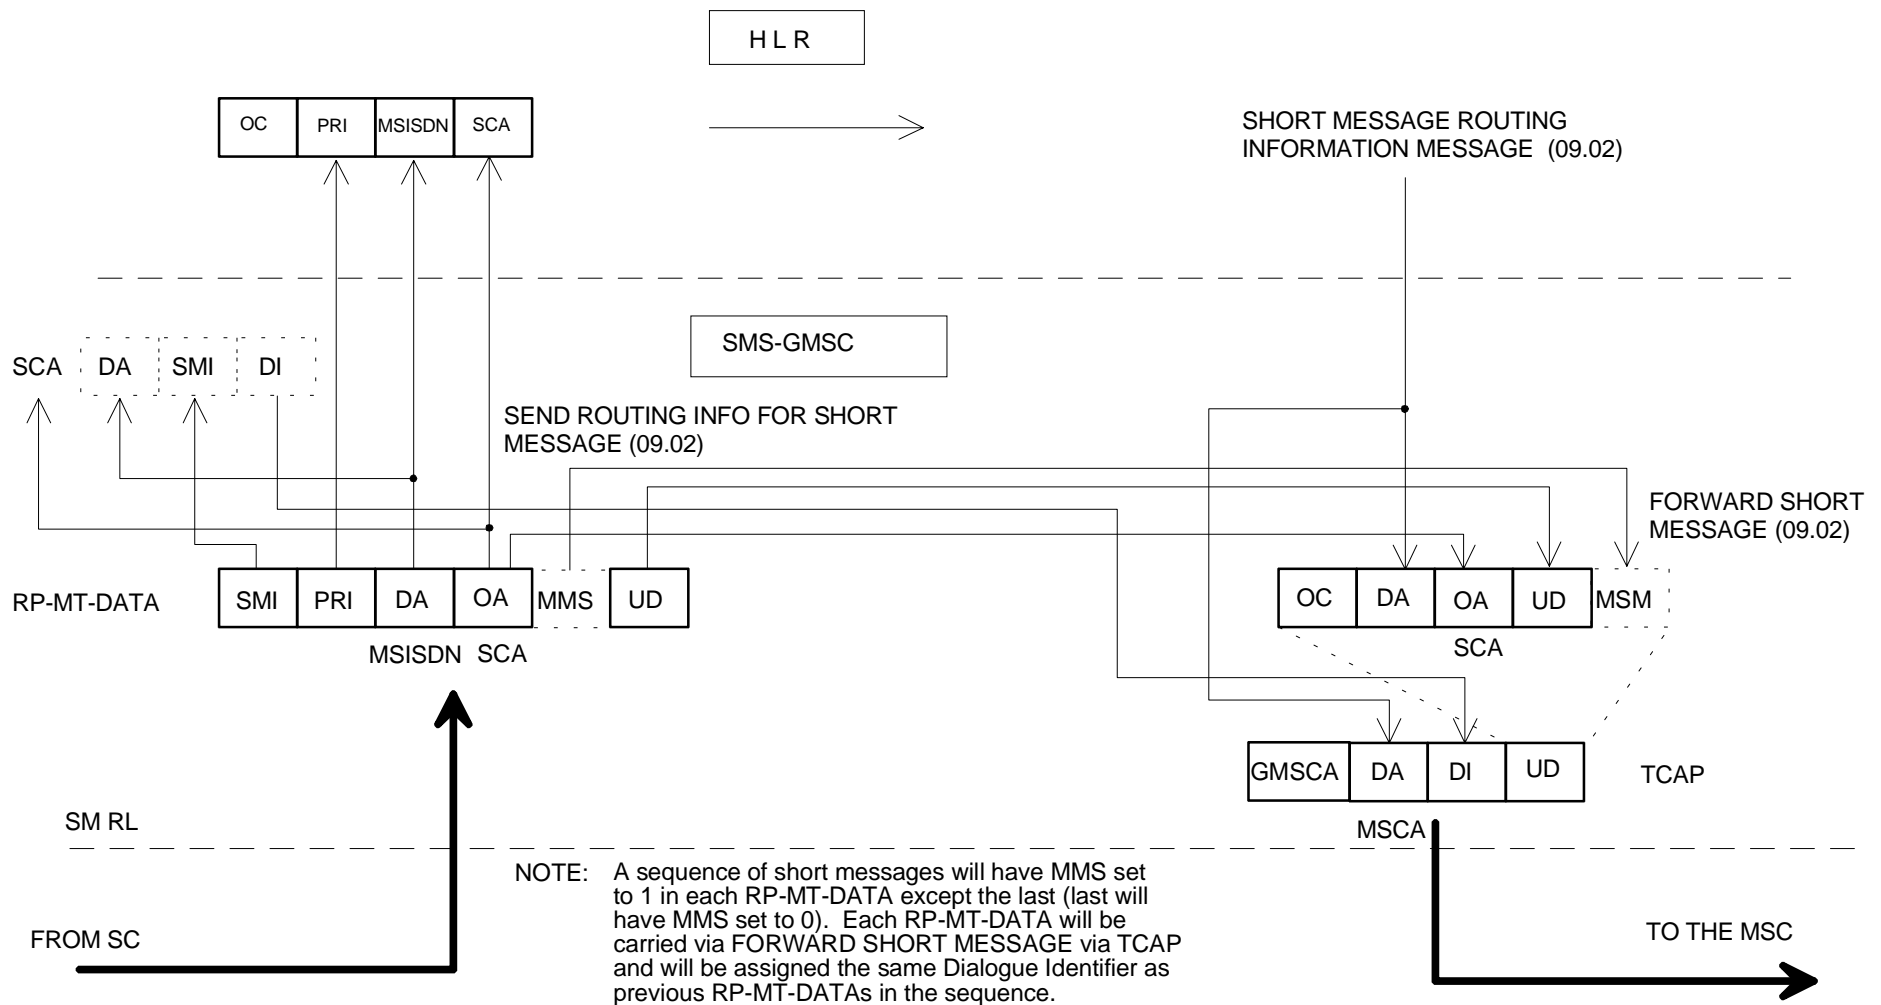 H L R
OC PRI MSISDN SCA
SHORT MESSAGE ROUTING
INFORMATION MESSAGE (09.02)
SMS-GMSC
SCA DA SMI DI
SEND ROUTING INFO FOR SHORT
MESSAGE (09.02)
FORWARD SHORT
MESSAGE (09.02)
RP-MT-DATA SMI PRI DA OA MMS UD
MSISDN SCA
OC DA OA UD MSM
SCA
GMSCA DA DI UD TCAP
MSCA
SM RL
NOTE: A sequence of short messages will have MMS set
to 1 in each RP-MT-DATA except the last (last will
have MMS set to 0). Each RP-MT-DATA will be
carried via FORWARD SHORT MESSAGE via TCAP
and will be assigned the same Dialogue Identifier as
previous RP-MT-DATAs in the sequence.
FROM SC
TO THE MSC